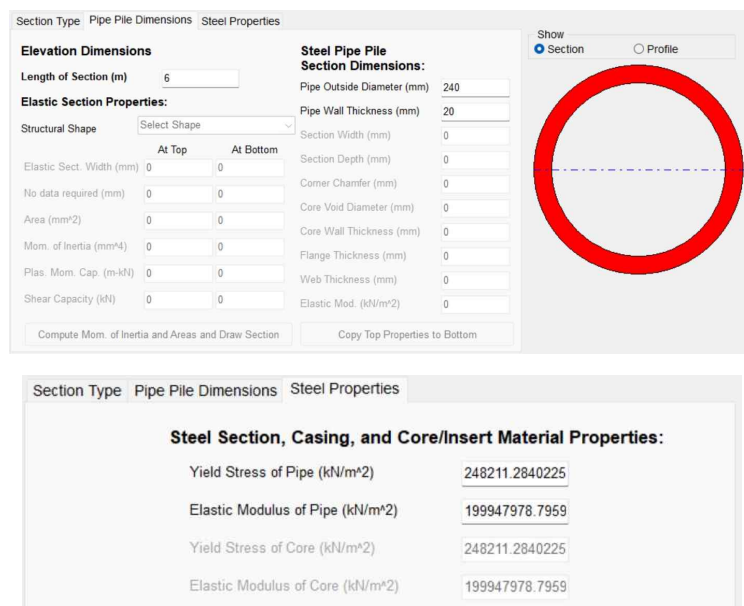 Section Type Pipe Pile Dimensions Steel Properties
Elevation Dimensions
Length of Section (m) 6
Elastic Section Properties:
Structural Shape Select Shape
At Top At Bottom
Elastic Sect. Width (mm) 0 0
No data required (mm) 0 0
Area (mm^2) 0 0
Mom. of Inertia (mm^4) 0 0
Plas. Mom. Cap. (m-kN) 0 0
Shear Capacity (kN) 0 0
Compute Mom. of Inertia and Areas and Draw Section
Steel Pipe Pile
Section Dimensions:
Pipe Outside Diameter (mm) 240
Pipe Wall Thickness (mm) 20
Section Width (mm) 0
Section Depth (mm) 0
Corner Chamfer (mm) 0
Core Void Diameter (mm) 0
Core Wall Thickness (mm) 0
Flange Thickness (mm) 0
Web Thickness (mm) 0
Elastic Mod. (kN/m^2) 0
Copy Top Properties to Bottom
Show
Section Profile
Section Type Pipe Pile Dimensions Steel Properties
Steel Section, Casing, and Core/Insert Material Properties:
Yield Stress of Pipe (kN/m^2) 248211.2840225
Elastic Modulus of Pipe (kN/m^2) 199947978.7959
Yield Stress of Core (kN/m^2) 248211.2840225
Elastic Modulus of Core (kN/m^2) 199947978.7959